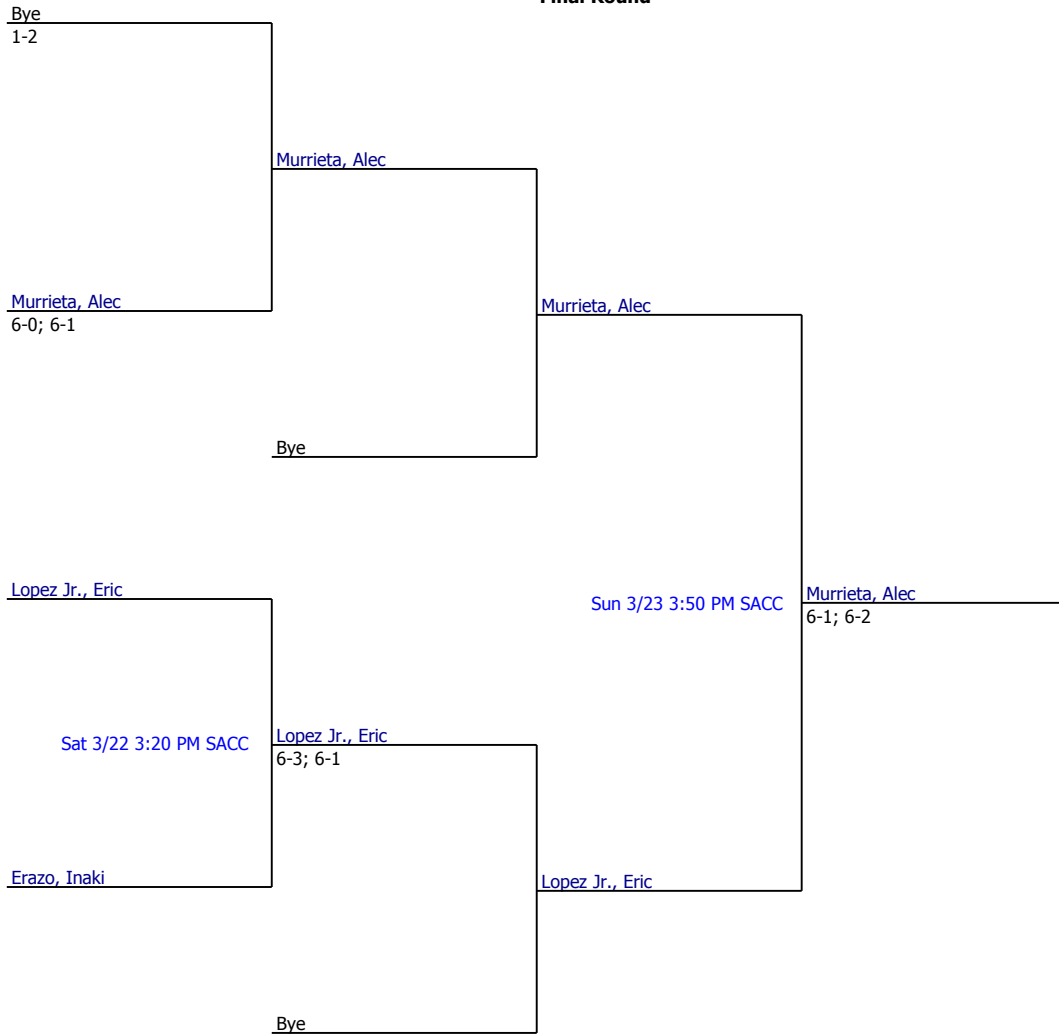 Final Round
Bye
1-2
Murrieta, Alec
Murrieta, Alec
6-0; 6-1
Murrieta, Alec
Bye
Lopez Jr., Eric
Sun 3/23 3:50 PM SACC
Murrieta, Alec
6-1; 6-2
Sat 3/22 3:20 PM SACC
Lopez Jr., Eric
6-3; 6-1
Erazo, Inaki
Lopez Jr., Eric
Bye